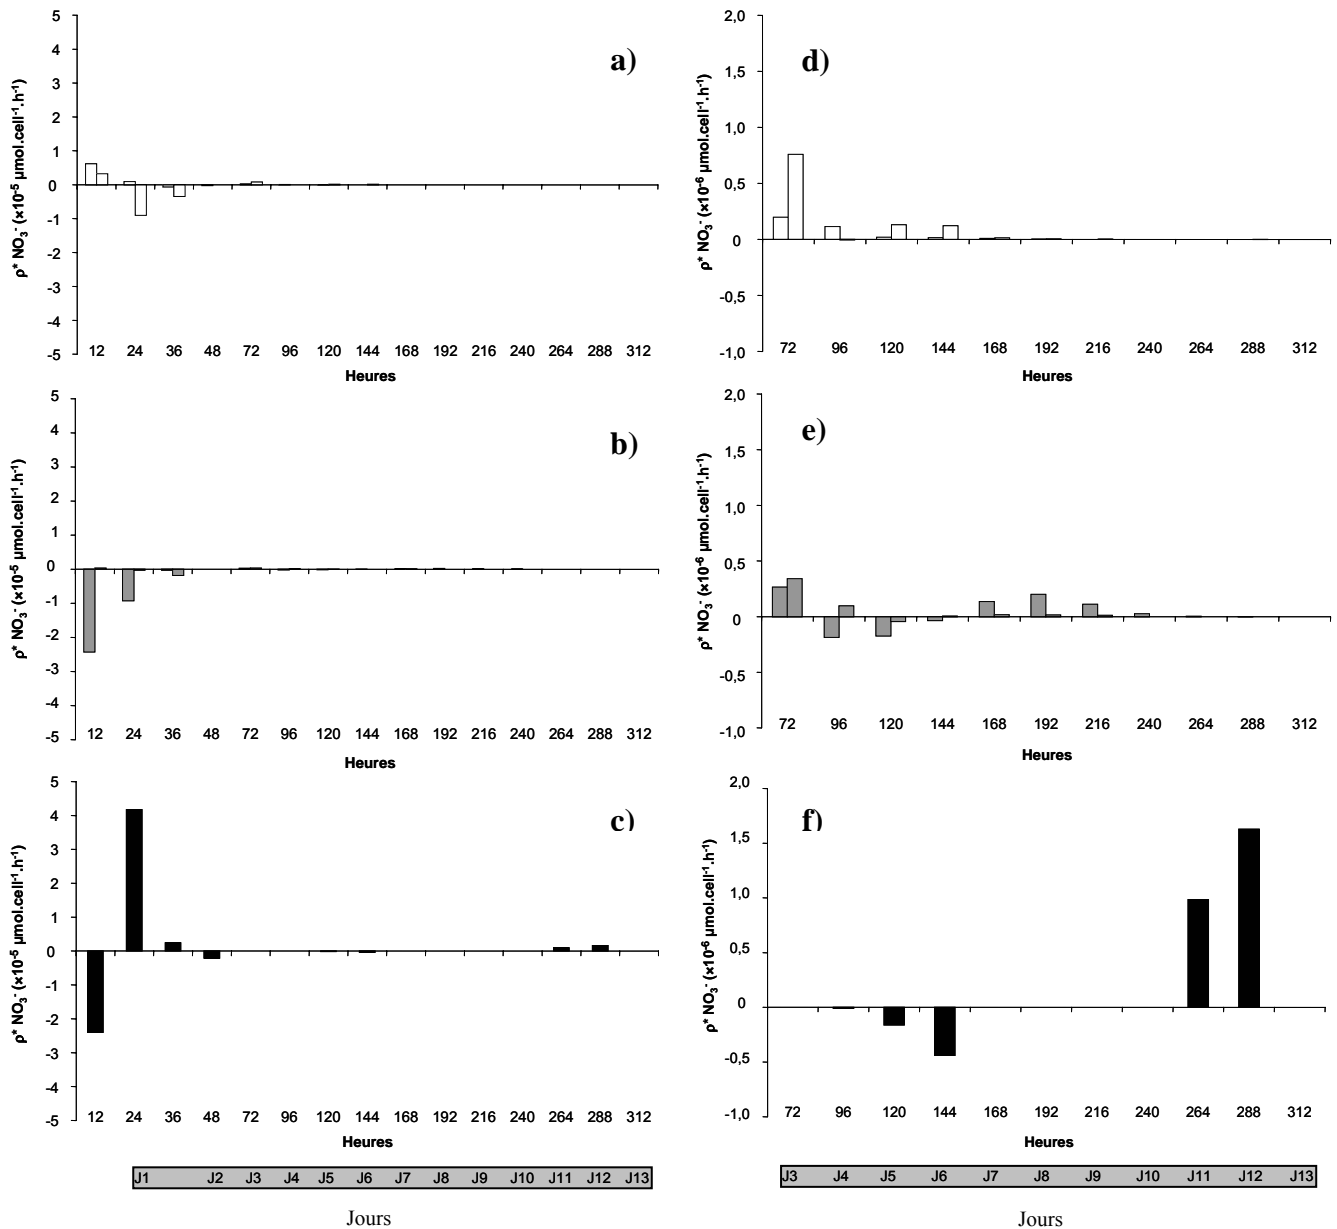 a)
ρ* NO₃⁻ (×10⁻⁵ µmol.cell⁻¹.h⁻¹)
5
4
3
2
1
0
-1
-2
-3
-4
-5
12 24 36 48 72 96 120 144 168 192 216 240 264 288 312
Heures
d)
ρ* NO₃⁻ (×10⁻⁶ µmol.cell⁻¹.h⁻¹)
2,0
1,5
1,0
0,5
0
-0,5
-1,0
72 96 120 144 168 192 216 240 264 288 312
Heures
b)
ρ* NO₃⁻ (×10⁻⁵ µmol.cell⁻¹.h⁻¹)
5
4
3
2
1
0
-1
-2
-3
-4
-5
12 24 36 48 72 96 120 144 168 192 216 240 264 288 312
Heures
e)
ρ* NO₃⁻ (×10⁻⁶ µmol.cell⁻¹.h⁻¹)
2,0
1,5
1,0
0,5
0
-0,5
-1,0
72 96 120 144 168 192 216 240 264 288 312
Heures
c)
ρ* NO₃⁻ (×10⁻⁵ µmol.cell⁻¹.h⁻¹)
5
4
3
2
1
0
-1
-2
-3
-4
-5
12 24 36 48 72 96 120 144 168 192 216 240 264 288 312
Heures
J1 J2 J3 J4 J5 J6 J7 J8 J9 J10 J11 J12 J13
Jours
f)
ρ* NO₃⁻ (×10⁻⁶ µmol.cell⁻¹.h⁻¹)
2,0
1,5
1,0
0,5
0
-0,5
-1,0
72 96 120 144 168 192 216 240 264 288 312
Heures
J3 J4 J5 J6 J7 J8 J9 J10 J11 J12 J13
Jours